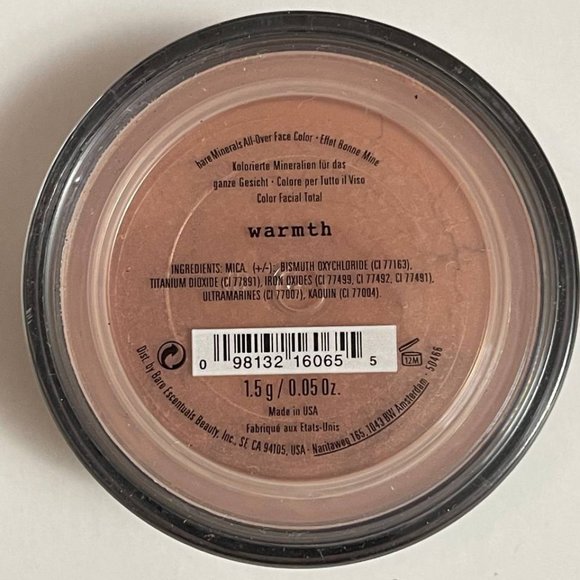 bareMinerals All-Over Face Color • Effet Bonne Mine
Kolorierte Mineralien für das
ganze Gesicht • Colore per Tutto il Viso
Color Facial Total
warmth
INGREDIENTS: MICA. (+/-): BISMUTH OXYCHLORIDE (CI 77163),
TITANIUM DIOXIDE (CI 77891), IRON OXIDES (CI 77499, CI 77492, CI 77491),
ULTRAMARINES (CI 77007), KAOLIN (CI 77004).
0 98132 16065 5
12M
1.5 g / 0.05 Oz.
Made in USA
Fabriqué aux Etats-Unis
Dist. by Bare Escentuals Beauty, Inc., SF, CA 94105, USA • Naritaweg 165, 1043 BW Amsterdam • 50466